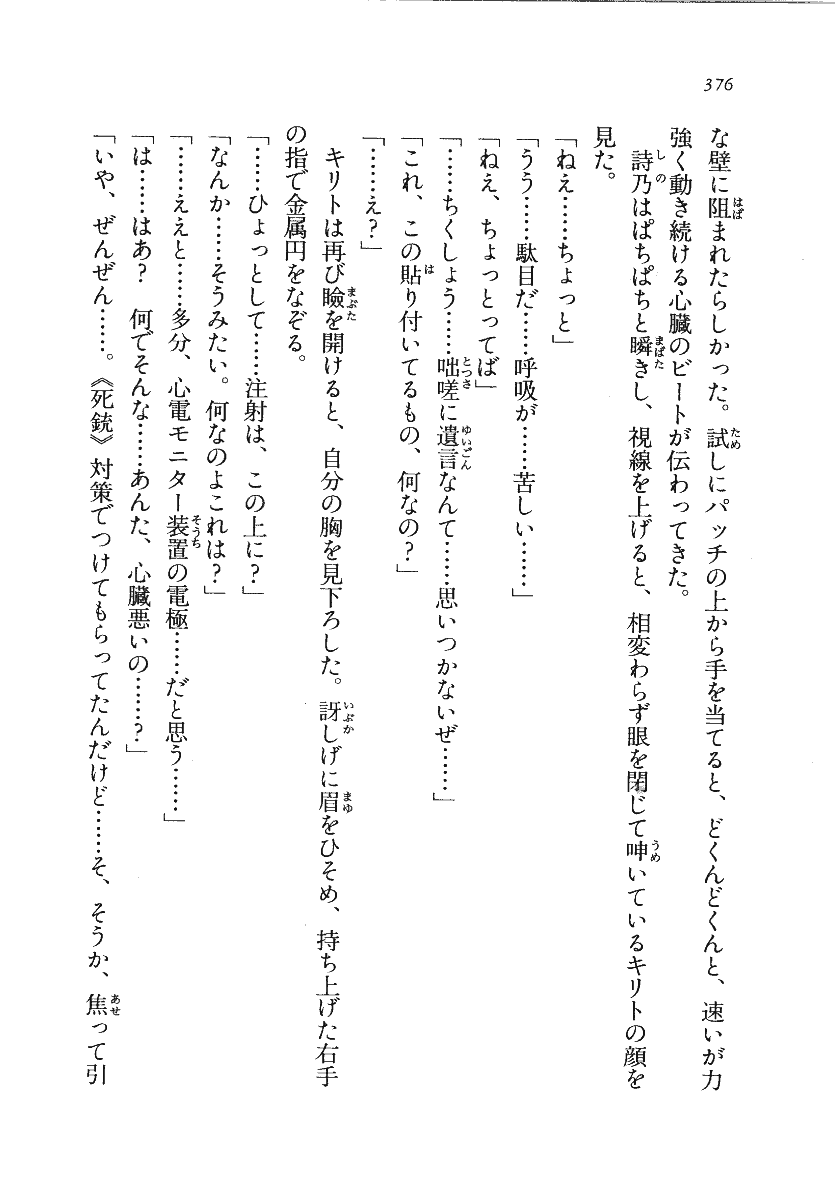 376
な壁に阻まれたらしかった。試しにパッチの上から手を当てると、どくんどくんと、速いが力
強く動き続ける心臓のビートが伝わってきた。
　詩乃はぱちぱちと瞬きし、視線を上げると、相変わらず眼を閉じて呻いているキリトの顔を
見た。
「ねえ……ちょっと」
「うう……駄目だ……呼吸が……苦しい……」
「ねえ、ちょっとってば」
「……ちくしょう……咄嗟に遺言なんて……思いつかないぜ……」
「これ、この貼り付いてるもの、何なの？」
「……え？」
　キリトは再び瞼を開けると、自分の胸を見下ろした。訝しげに眉をひそめ、持ち上げた右手
の指で金属円をなぞる。
「……ひょっとして……注射は、この上に？」
「なんか……そうみたい。何なのよこれは？」
「……ええと……多分、心電モニター装置の電極……だと思う……」
「は……はあ？　何でそんな……あんた、心臓悪いの……？」
「いや、ぜんぜん……。《死銃》対策でつけてもらってたんだけど……そ、そうか、焦って引